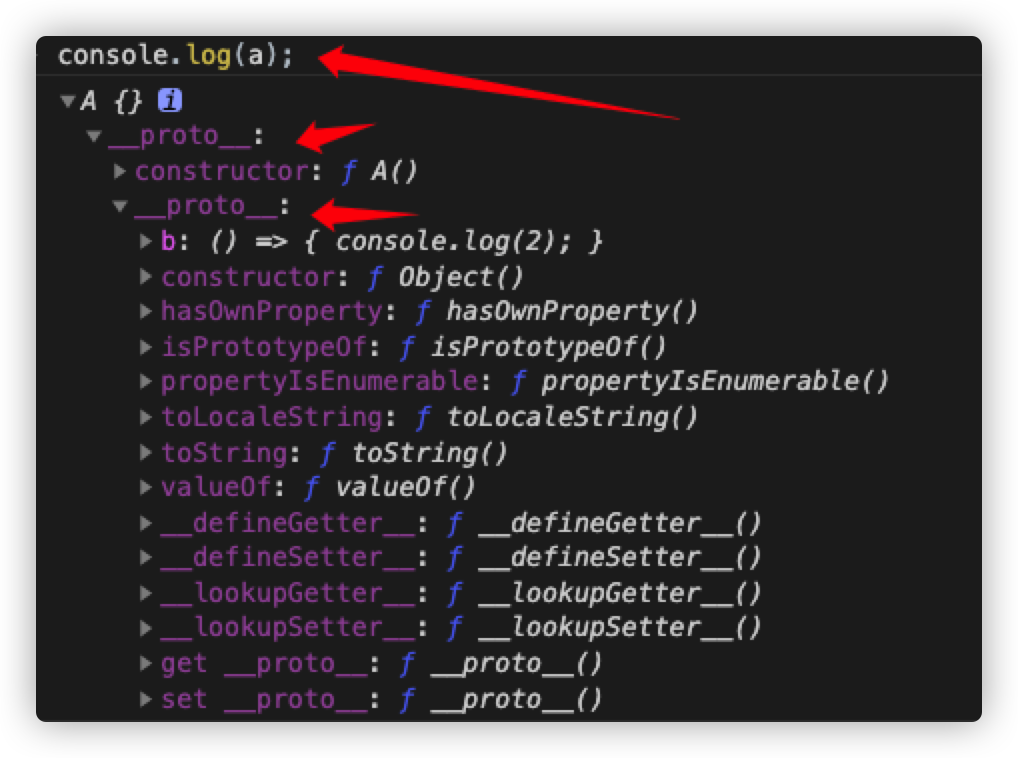 console.log(a);
▼A {} i
▼__proto__:
▶constructor: ƒ A()
▼__proto__:
▶b: () => { console.log(2); }
▶constructor: ƒ Object()
▶hasOwnProperty: ƒ hasOwnProperty()
▶isPrototypeOf: ƒ isPrototypeOf()
▶propertyIsEnumerable: ƒ propertyIsEnumerable()
▶toLocaleString: ƒ toLocaleString()
▶toString: ƒ toString()
▶valueOf: ƒ valueOf()
▶__defineGetter__: ƒ __defineGetter__()
▶__defineSetter__: ƒ __defineSetter__()
▶__lookupGetter__: ƒ __lookupGetter__()
▶__lookupSetter__: ƒ __lookupSetter__()
▶get __proto__: ƒ __proto__()
▶set __proto__: ƒ __proto__()